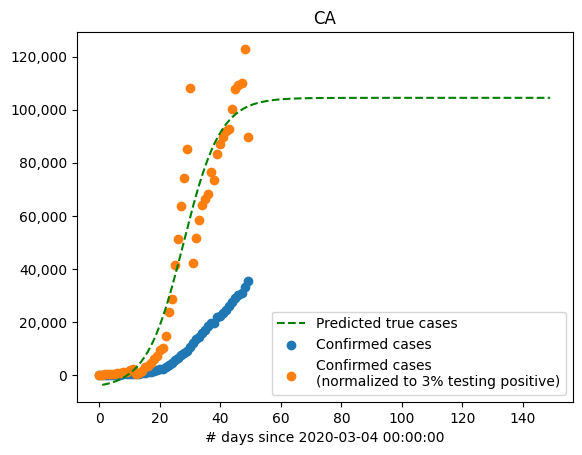 CA
120,000
100,000
80,000
60,000
40,000
20,000
0
Predicted true cases
Confirmed cases
Confirmed cases
(normalized to 3% testing positive)
0 20 40 60 80 100 120 140
# days since 2020-03-04 00:00:00